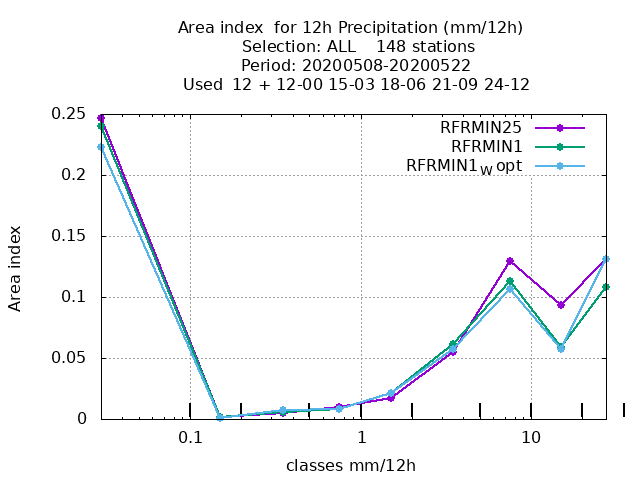 Area index  for 12h Precipitation (mm/12h)
Selection: ALL    148 stations
Period: 20200508-20200522
Used  12 + 12-00 15-03 18-06 21-09 24-12
RFRMIN25
RFRMIN1
RFRMIN1W opt
0.25
0.2
0.15
0.1
0.05
0
Area index
0.1
1
10
classes mm/12h